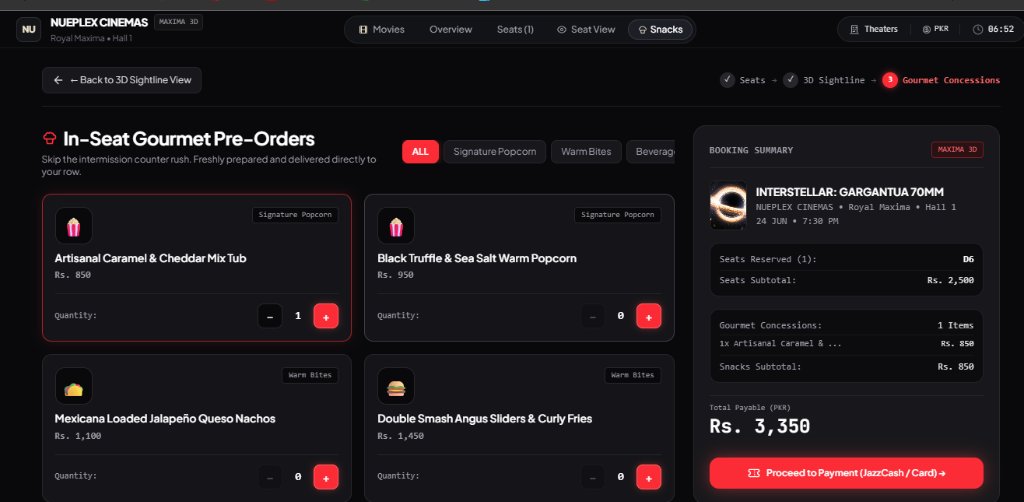 NU
NUEPLEX CINEMAS
MAXIMA 3D
Royal Maxima • Hall 1
Movies
Overview
Seats (1)
Seat View
Snacks
Theaters
PKR
06:52
← ← Back to 3D Sightline View
✓ Seats → ✓ 3D Sightline → 3 Gourmet Concessions
In-Seat Gourmet Pre-Orders
Skip the intermission counter rush. Freshly prepared and delivered directly to
your row.
ALL
Signature Popcorn
Warm Bites
Beverag
Signature Popcorn
Artisanal Caramel & Cheddar Mix Tub
Rs. 850
Quantity:
– 1 +
Signature Popcorn
Black Truffle & Sea Salt Warm Popcorn
Rs. 950
Quantity:
– 0 +
Warm Bites
Mexicana Loaded Jalapeño Queso Nachos
Rs. 1,100
Quantity:
– 0 +
Warm Bites
Double Smash Angus Sliders & Curly Fries
Rs. 1,450
Quantity:
– 0 +
BOOKING SUMMARY
MAXIMA 3D
INTERSTELLAR: GARGANTUA 70MM
NUEPLEX CINEMAS • Royal Maxima • Hall 1
24 JUN • 7:30 PM
Seats Reserved (1): D6
Seats Subtotal: Rs. 2,500
Gourmet Concessions: 1 Items
1x Artisanal Caramel & ... Rs. 850
Snacks Subtotal: Rs. 850
Total Payable (PKR)
Rs. 3,350
Proceed to Payment (JazzCash / Card) →